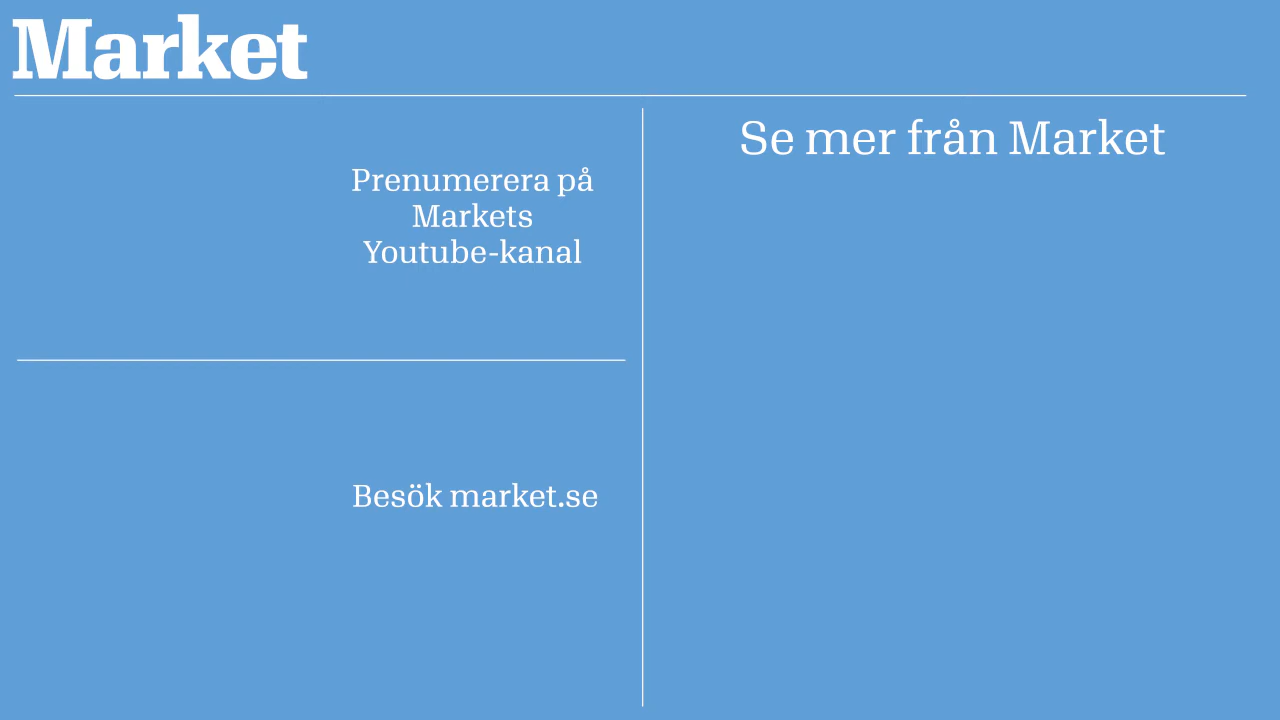 Market
Prenumerera på
Markets
Youtube-kanal
Besök market.se
Se mer från Market